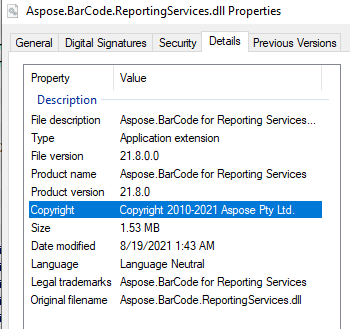 Aspose.BarCode.ReportingServices.dll Properties
General Digital Signatures Security Details Previous Versions
Property Value
Description
File description Aspose.BarCode for Reporting Services...
Type Application extension
File version 21.8.0.0
Product name Aspose.BarCode for Reporting Services
Product version 21.8.0
Copyright Copyright 2010-2021 Aspose Pty Ltd.
Size 1.53 MB
Date modified 8/19/2021 1:43 AM
Language Language Neutral
Legal trademarks Aspose.BarCode for Reporting Services
Original filename Aspose.BarCode.ReportingServices.dll